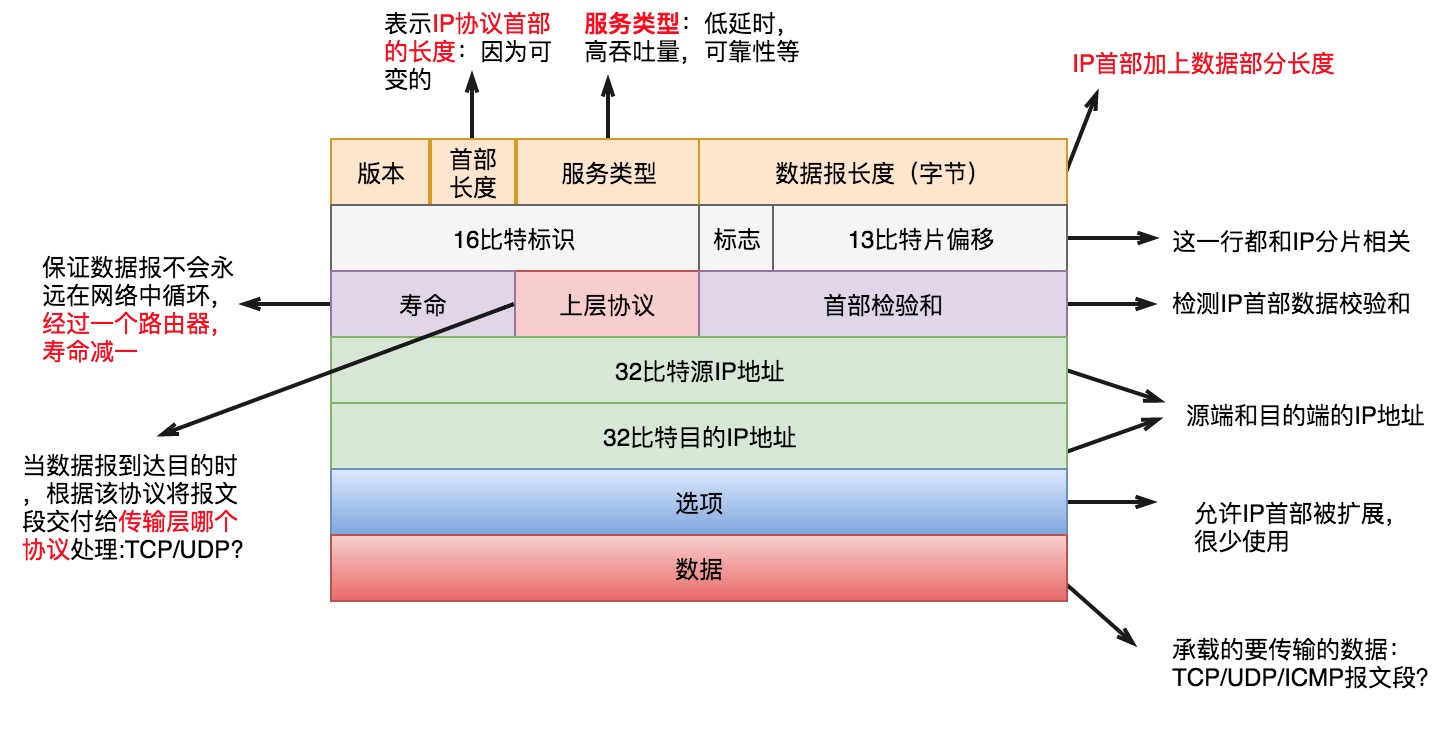 表示IP协议首部
的长度：因为可
变的
服务类型：低延时，
高吞吐量，可靠性等
IP首部加上数据部分长度
版本
首部
长度
服务类型
数据报长度（字节）
16比特标识
标志
13比特片偏移
这一行都和IP分片相关
保证数据报不会永
远在网络中循环，
经过一个路由器，
寿命减一
寿命
上层协议
首部检验和
检测IP首部数据校验和
32比特源IP地址
32比特目的IP地址
源端和目的端的IP地址
当数据报到达目的时
，根据该协议将报文
段交付给传输层哪个
协议处理:TCP/UDP?
选项
允许IP首部被扩展，
很少使用
数据
承载的要传输的数据：
TCP/UDP/ICMP报文段?